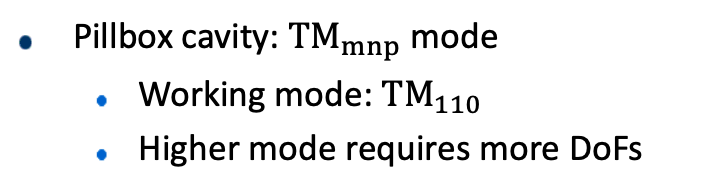 • Pillbox cavity: TMₘₙₚ mode
• Working mode: TM₁₁₀
• Higher mode requires more DoFs